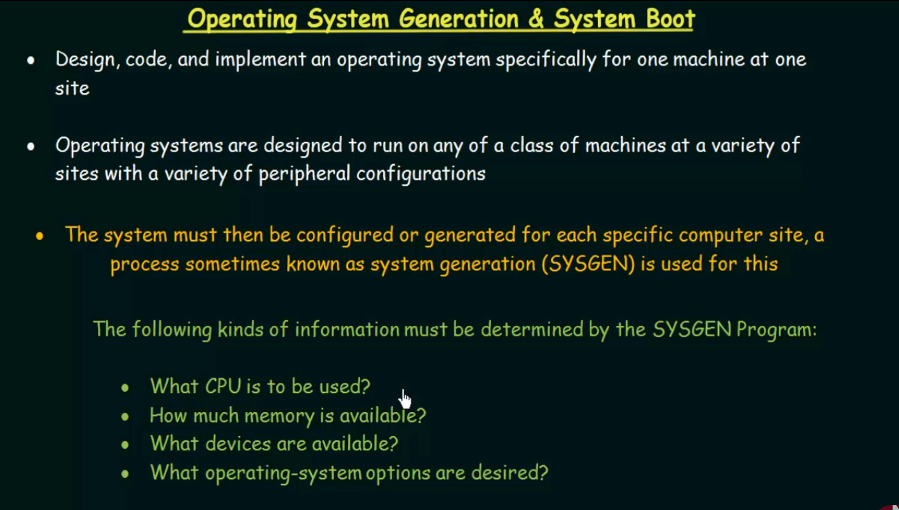 Operating System Generation & System Boot
• Design, code, and implement an operating system specifically for one machine at one
site
• Operating systems are designed to run on any of a class of machines at a variety of
sites with a variety of peripheral configurations
• The system must then be configured or generated for each specific computer site, a
process sometimes known as system generation (SYSGEN) is used for this
The following kinds of information must be determined by the SYSGEN Program:
• What CPU is to be used?
• How much memory is available?
• What devices are available?
• What operating-system options are desired?